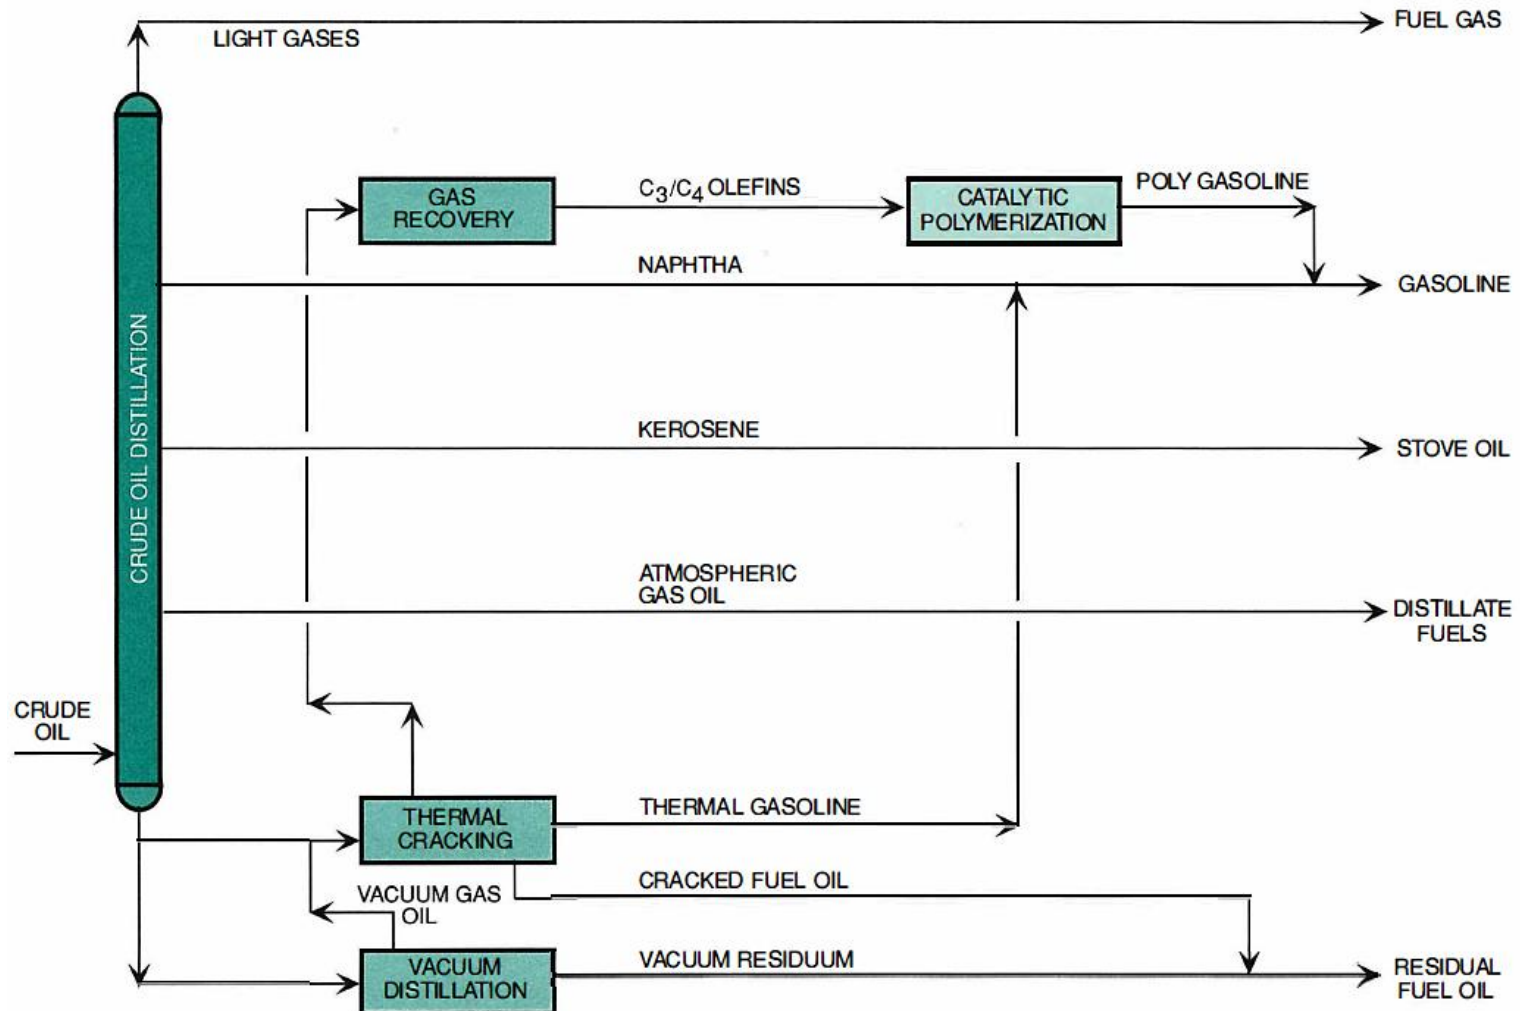 FUEL GAS
LIGHT GASES
GAS
RECOVERY
C3/C4 OLEFINS
CATALYTIC
POLYMERIZATION
POLY GASOLINE
NAPHTHA
GASOLINE
CRUDE OIL DISTILLATION
KEROSENE
STOVE OIL
ATMOSPHERIC
GAS OIL
DISTILLATE
FUELS
CRUDE
OIL
THERMAL
CRACKING
THERMAL GASOLINE
CRACKED FUEL OIL
VACUUM GAS
OIL
VACUUM
DISTILLATION
VACUUM RESIDUUM
RESIDUAL
FUEL OIL